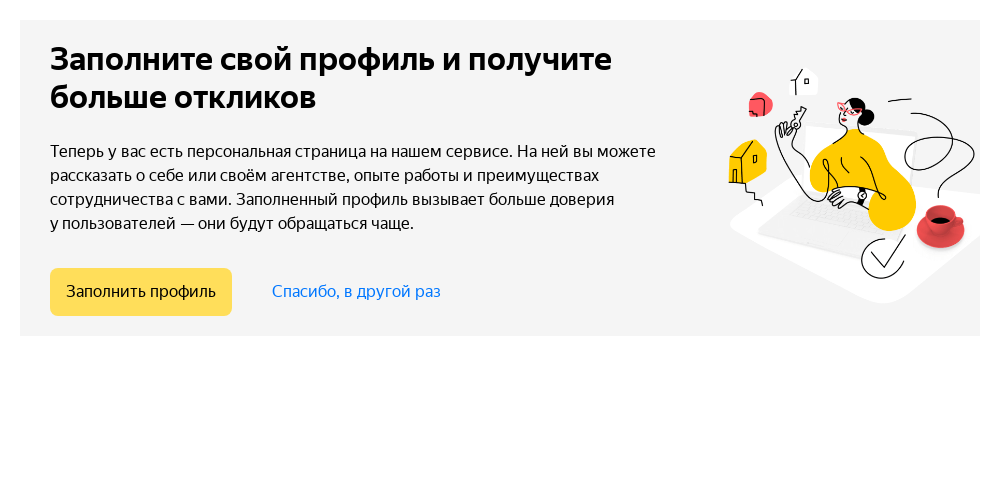 Заполните свой профиль и получите
больше откликов
Теперь у вас есть персональная страница на нашем сервисе. На ней вы можете
рассказать о себе или своём агентстве, опыте работы и преимуществах
сотрудничества с вами. Заполненный профиль вызывает больше доверия
у пользователей — они будут обращаться чаще.
Заполнить профиль
Спасибо, в другой раз